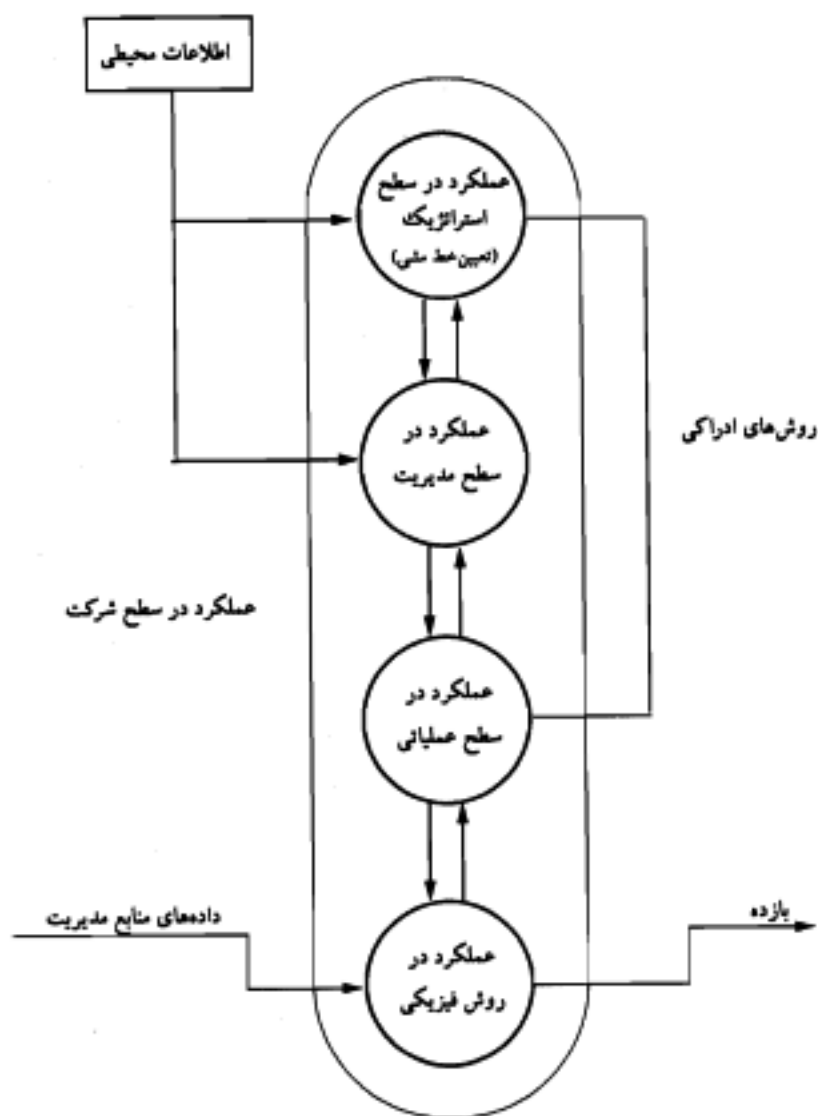 اطلاعات محیطی
عملکرد در سطح
استراتژیک
(تعیین خط مشی)
عملکرد در
سطح مدیریت
روش‌های ادراکی
عملکرد در سطح شرکت
عملکرد در
سطح عملیاتی
داده‌های منابع مدیریت
بازده
عملکرد در
روش فیزیکی